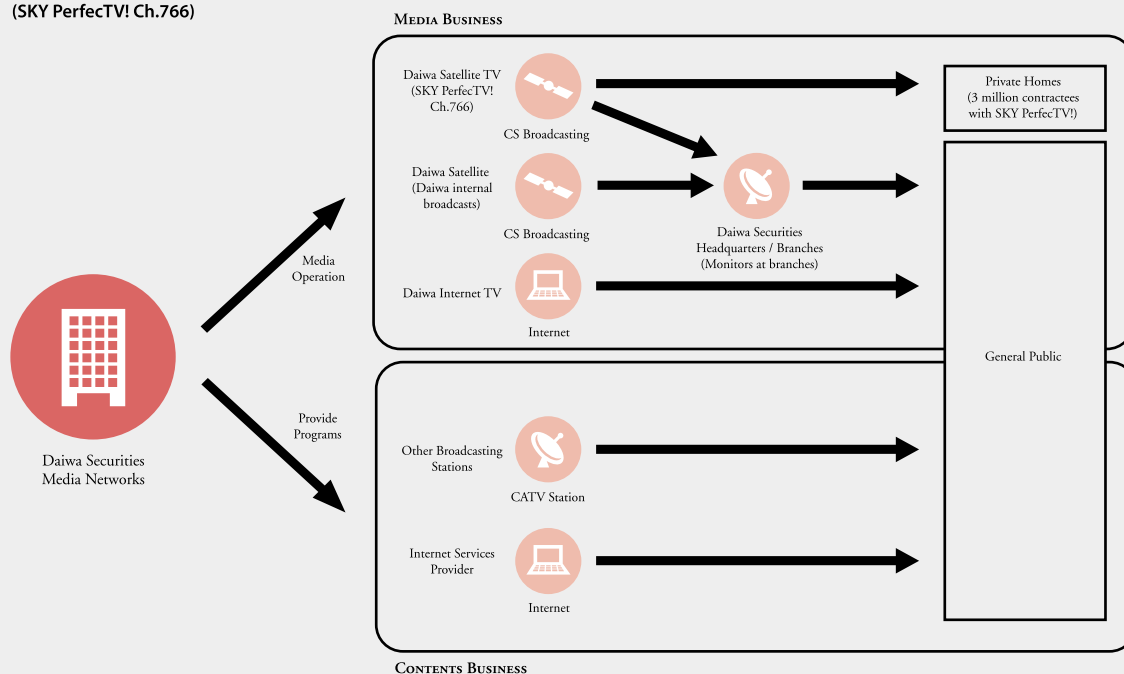 (SKY PerfecTV! Ch.766)
MEDIA BUSINESS
Daiwa Satellite TV
(SKY PerfecTV!
Ch.766)
CS Broadcasting
Private Homes
(3 million contractees
with SKY PerfecTV!)
Daiwa Satellite
(Daiwa internal
broadcasts)
CS Broadcasting
Daiwa Securities
Headquarters / Branches
(Monitors at branches)
Media
Operation
Daiwa Internet TV
Internet
General Public
Daiwa Securities
Media Networks
Provide
Programs
Other Broadcasting
Stations
CATV Station
Internet Services
Provider
Internet
CONTENTS BUSINESS